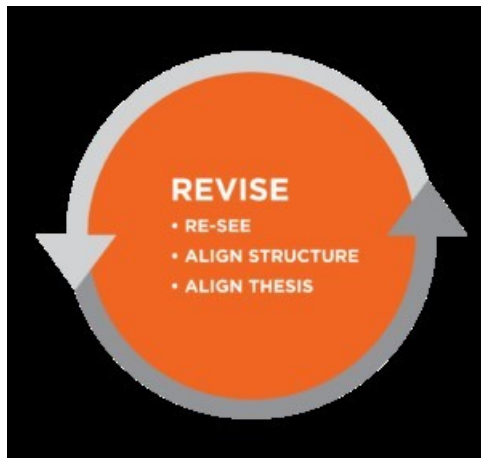 REVISE
• RE-SEE
• ALIGN STRUCTURE
• ALIGN THESIS